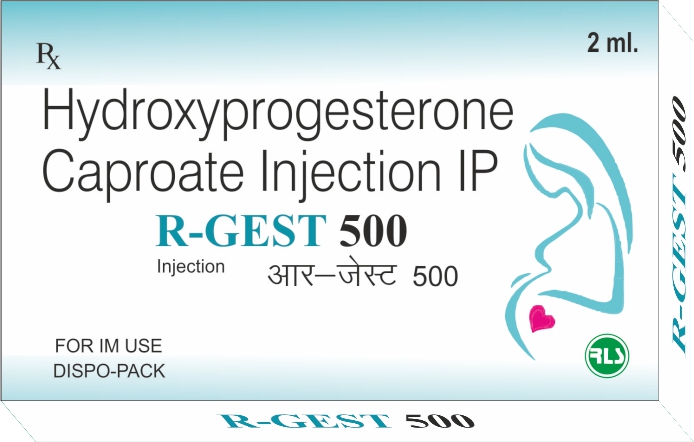 Rx
2 ml.
Hydroxyprogesterone
Caproate Injection IP
R-GEST 500
Injection
आर–जेस्ट 500
FOR IM USE
DISPO-PACK
RLS
R-GEST 500
R-GEST 500